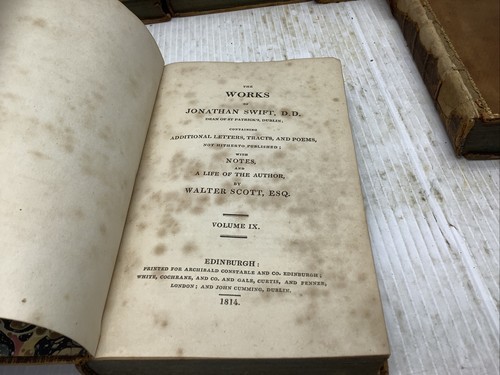 THE
WORKS
OF
JONATHAN SWIFT, D.D.
DEAN OF ST PATRICK'S, DUBLIN;
CONTAINING
ADDITIONAL LETTERS, TRACTS, AND POEMS,
NOT HITHERTO PUBLISHED;
WITH
NOTES,
AND
A LIFE OF THE AUTHOR,
BY
WALTER SCOTT, ESQ.
VOLUME IX.
EDINBURGH:
PRINTED FOR ARCHIBALD CONSTABLE AND CO. EDINBURGH;
WHITE, COCHRANE, AND CO. AND GALE, CURTIS, AND FENNER,
LONDON; AND JOHN CUMMING, DUBLIN.
1814.